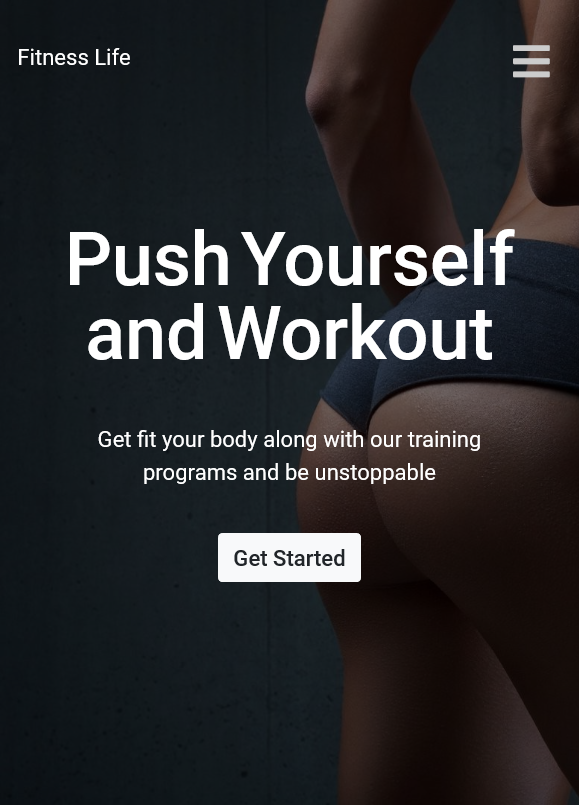 Fitness Life
Push Yourself
and Workout
Get fit your body along with our training
programs and be unstoppable
Get Started